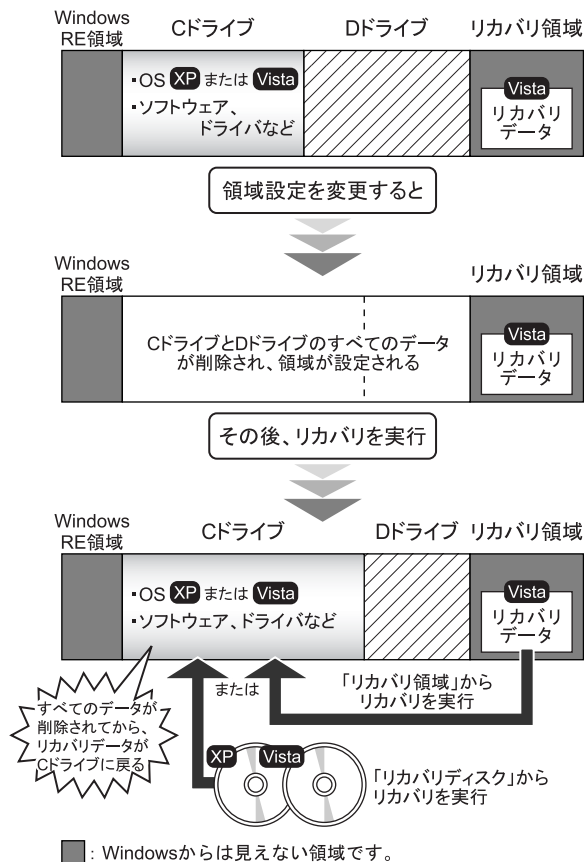 Windows
RE領域
Cドライブ
Dドライブ
リカバリ領域
・OS XP または Vista
・ソフトウェア、
ドライバなど
Vista
リカバリ
データ
領域設定を変更すると
Windows
RE領域
リカバリ領域
CドライブとDドライブのすべてのデータ
が削除され、領域が設定される
Vista
リカバリ
データ
その後、リカバリを実行
Windows
RE領域
Cドライブ
Dドライブ
リカバリ領域
・OS XP または Vista
・ソフトウェア、ドライバなど
Vista
リカバリ
データ
すべてのデータが
削除されてから、
リカバリデータが
Cドライブに戻る
または
「リカバリ領域」から
リカバリを実行
XP
Vista
「リカバリディスク」から
リカバリを実行
: Windowsからは見えない領域です。